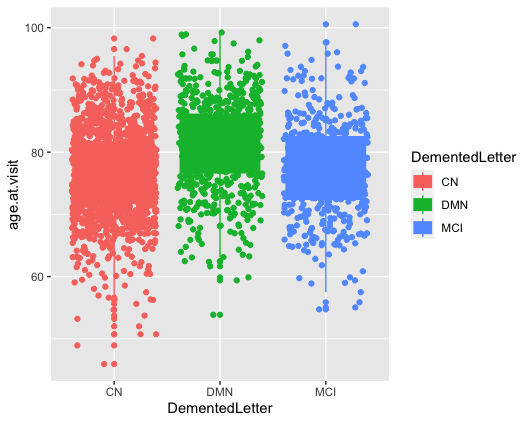 100
80
60
age.at.visit
CN
DMN
MCI
DementedLetter
DementedLetter
CN
DMN
MCI